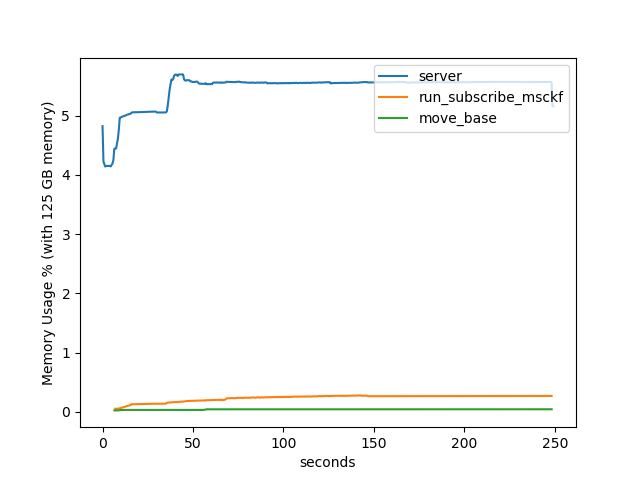 Memory Usage % (with 125 GB memory)
5
4
3
2
1
0
server
run_subscribe_msckf
move_base
0 50 100 150 200 250
seconds